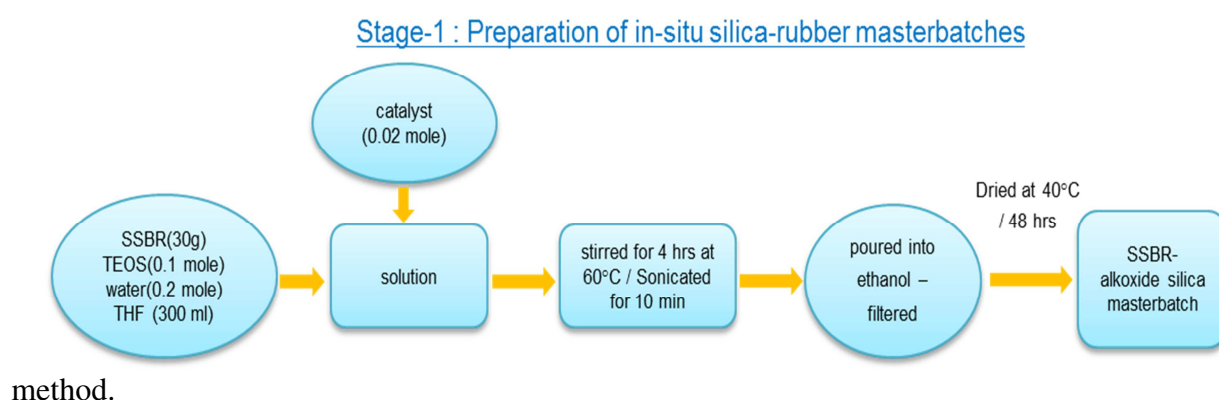 Stage-1 : Preparation of in-situ silica-rubber masterbatches
catalyst
(0.02 mole)
SSBR(30g)
TEOS(0.1 mole)
water(0.2 mole)
THF (300 ml)
solution
stirred for 4 hrs at
60°C / Sonicated
for 10 min
poured into
ethanol –
filtered
Dried at 40°C
/ 48 hrs
SSBR-
alkoxide silica
masterbatch
method.